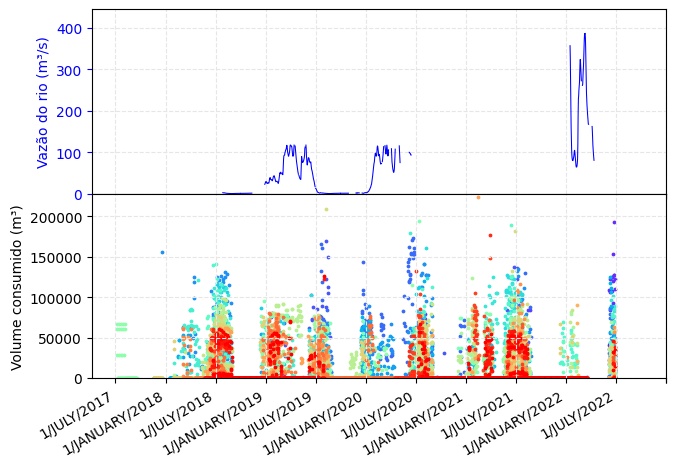 400
300
200
100
0
Vazão do rio (m³/s)
200000
150000
100000
50000
0
Volume consumido (m³)
1/JULY/2017
1/JANUARY/2018
1/JULY/2018
1/JANUARY/2019
1/JULY/2019
1/JANUARY/2020
1/JULY/2020
1/JANUARY/2021
1/JULY/2021
1/JANUARY/2022
1/JULY/2022